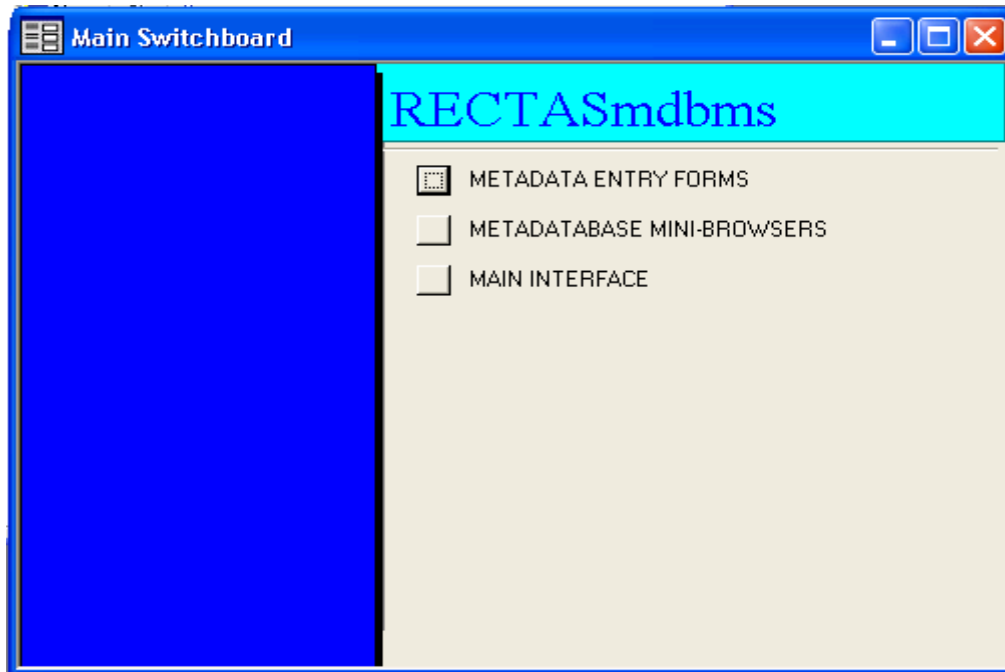 Main Switchboard
RECTASmdbms
METADATA ENTRY FORMS
METADATABASE MINI-BROWSERS
MAIN INTERFACE